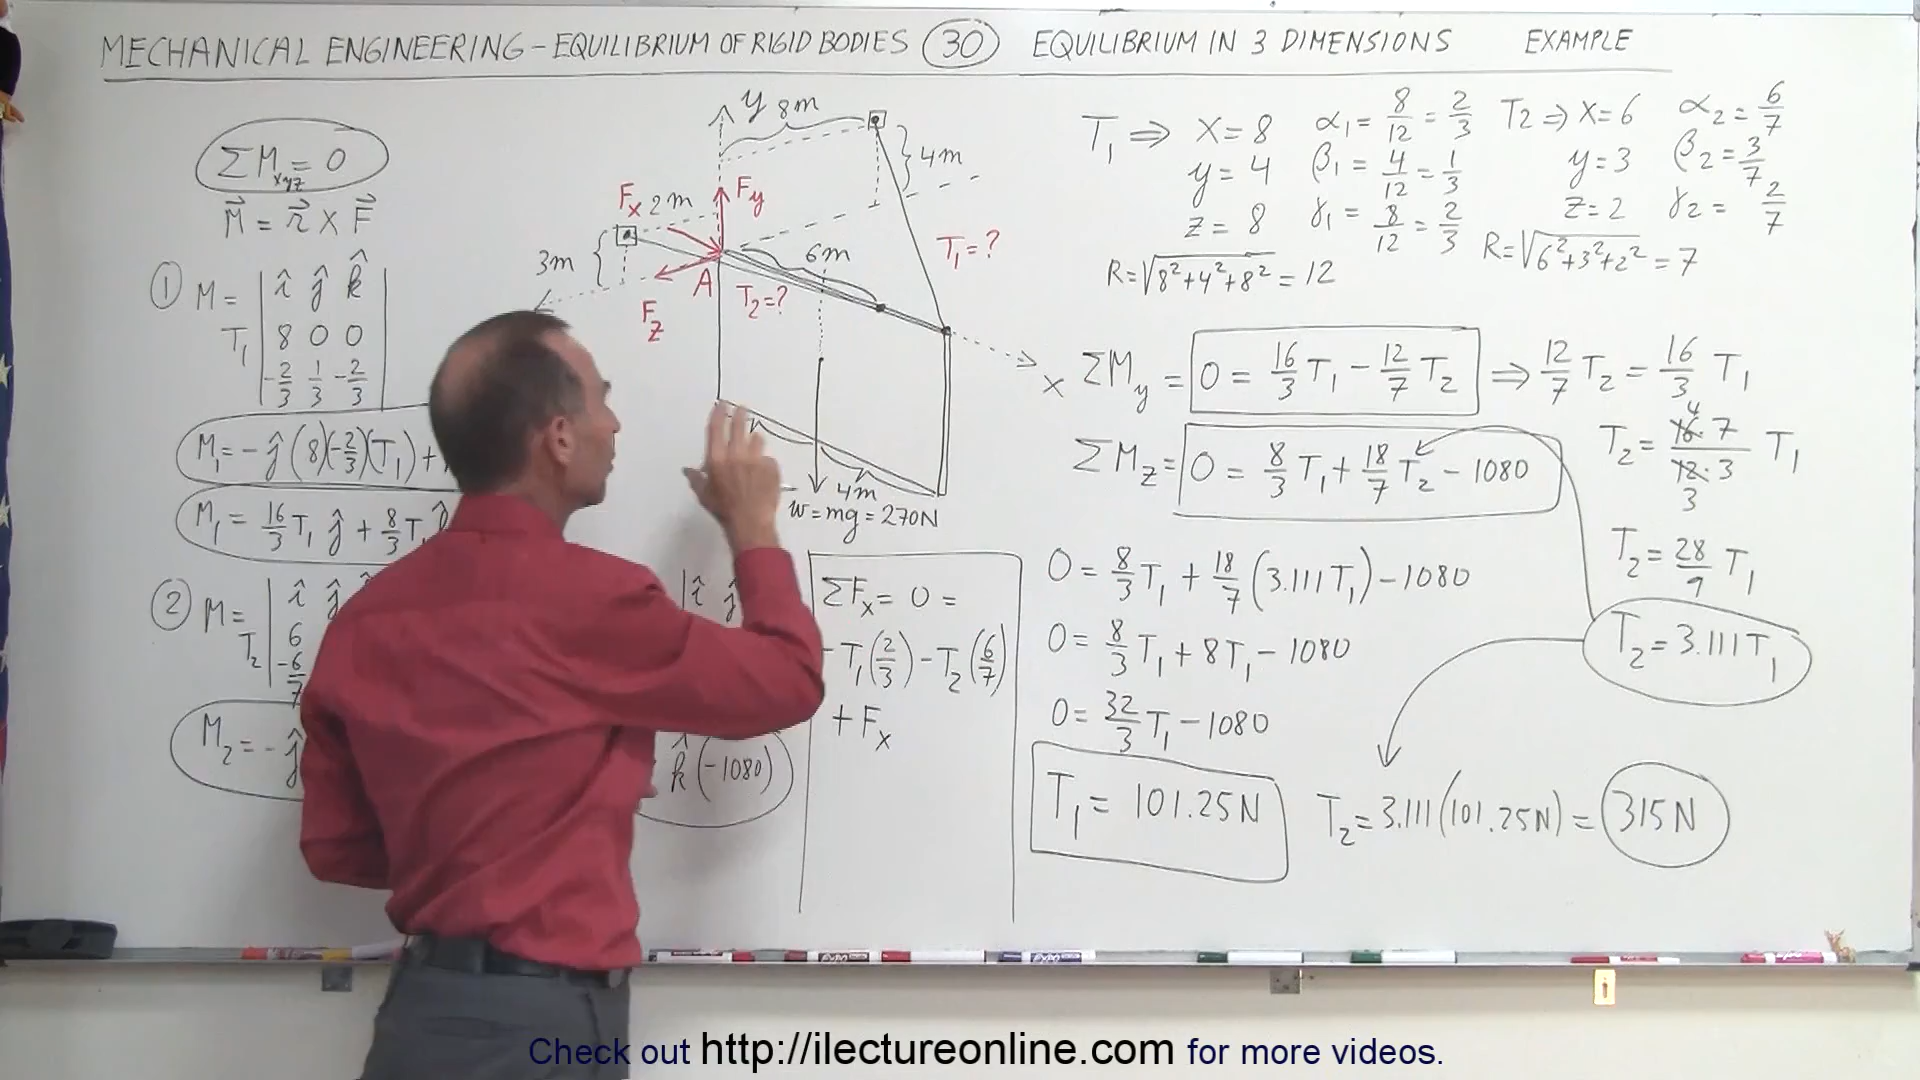 MECHANICAL ENGINEERING – EQUILIBRIUM OF RIGID BODIES (30) EQUILIBRIUM IN 3 DIMENSIONS EXAMPLE
ΣM_xyz = 0
M⃗ = r⃗ × F⃗
① M = | î ĵ k̂ |
T₁ | 8 0 0 |
| -2/3 1/3 -2/3 |
M₁ = -ĵ(8)(-2/3)(T₁) +
M₁ = 16/3 T₁ ĵ + 8/3 T₁
② M = | î ĵ
T₂ | 6
-6/7
M₂ = -ĵ
y
8m
4m
Fx
2m
Fy
3m
6m
T₁ = ?
A
T₂ = ?
Fz
x
4m
w = mg = 270N
| î ĵ
k̂ (-1080)
ΣFx = 0 =
- T₁(2/3) - T₂(6/7)
+ Fx
T₁ ⇒ x = 8 α₁ = 8/12 = 2/3
y = 4 β₁ = 4/12 = 1/3
z = 8 γ₁ = 8/12 = 2/3
R = √(8² + 4² + 8²) = 12
T₂ ⇒ x = 6 α₂ = 6/7
y = 3 β₂ = 3/7
z = 2 γ₂ = 2/7
R = √(6² + 3² + 2²) = 7
ΣMy = 0 = 16/3 T₁ - 12/7 T₂ ⇒ 12/7 T₂ = 16/3 T₁
ΣMz = 0 = 8/3 T₁ + 18/7 T₂ - 1080
4
T₂ = 16·7/12·3 T₁
3
T₂ = 28/9 T₁
T₂ = 3.111 T₁
0 = 8/3 T₁ + 18/7 (3.111 T₁) - 1080
0 = 8/3 T₁ + 8T₁ - 1080
0 = 32/3 T₁ - 1080
T₁ = 101.25N
T₂ = 3.111(101.25N) = 315 N
Check out http://ilectureonline.com for more videos.